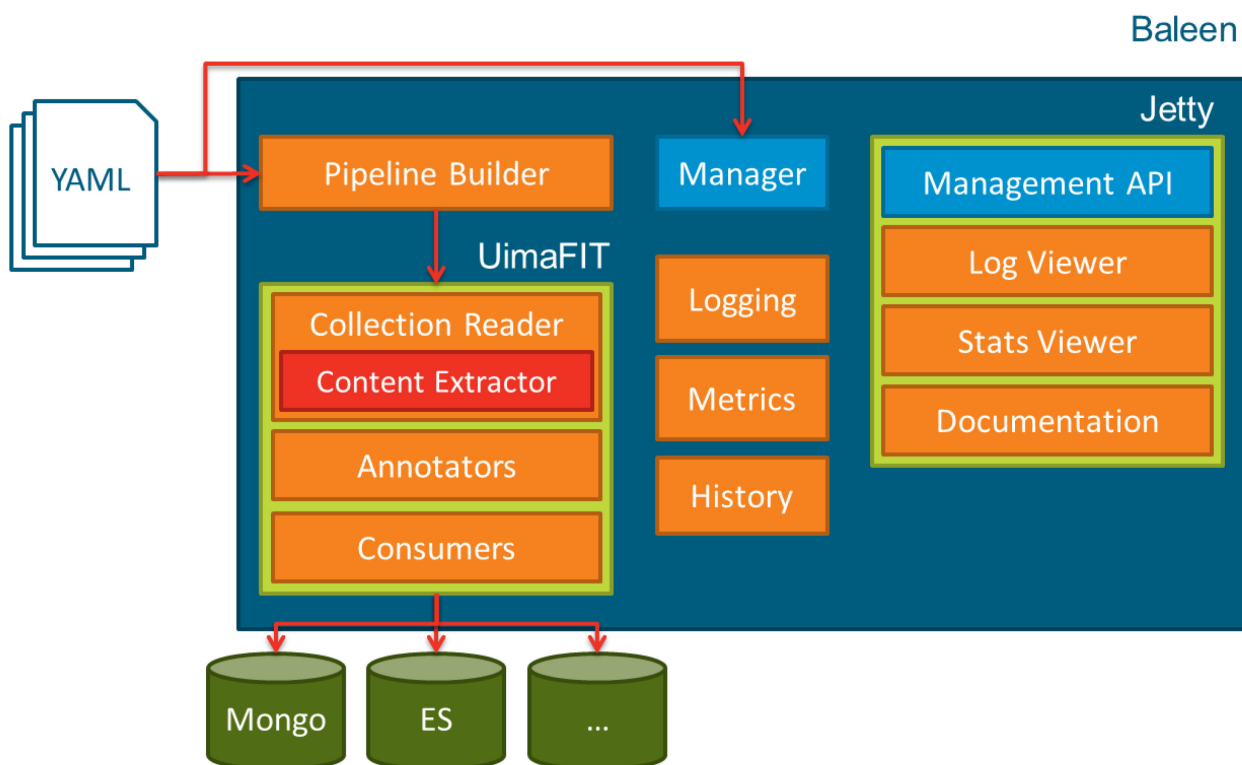 Baleen
Jetty
YAML
Pipeline Builder
Manager
Management API
UimaFIT
Log Viewer
Collection Reader
Logging
Content Extractor
Stats Viewer
Metrics
Documentation
Annotators
History
Consumers
Mongo
ES
...